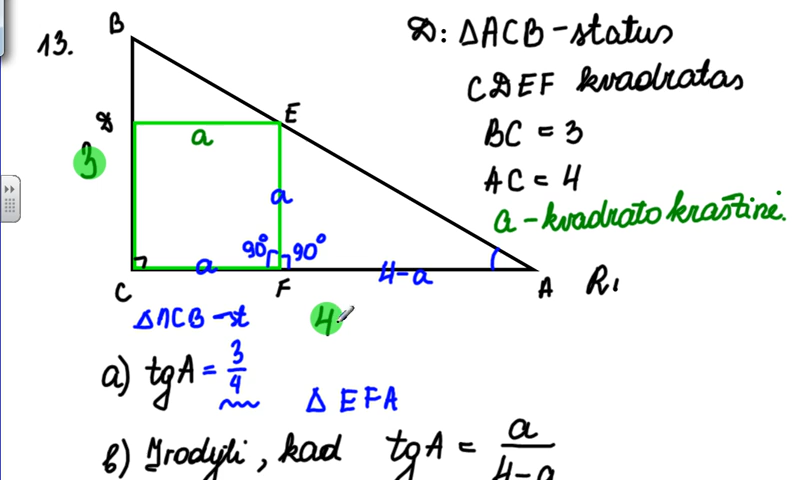 13.
B
D: ΔACB - status
CDEF kvadratas
BC = 3
AC = 4
a - kvadrato kraštinė.
D
E
a
3
a
90° 90°
a
4-a
C
F
A
R,
ΔACB - st
4
a) tgA = 3/4
Δ EFA
b) Įrodyti, kad tgA = a/4-a